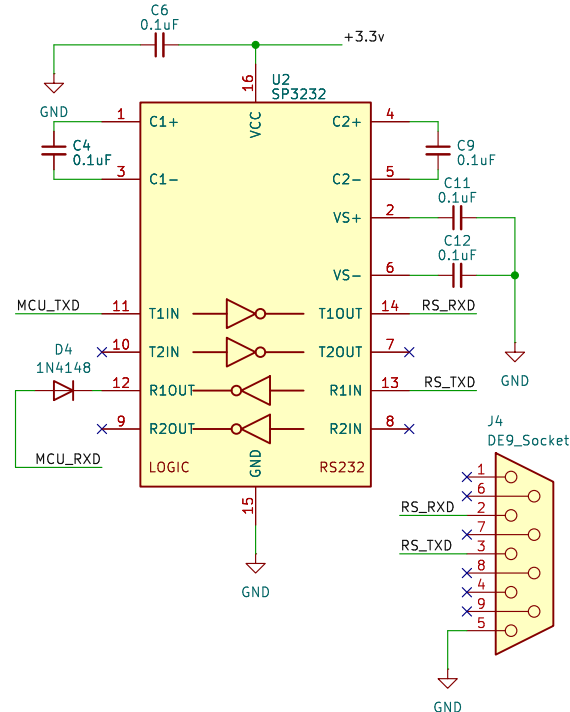 C6
0.1uF
+3.3v
GND
16
U2
SP3232
VCC
1
C1+
C2+
4
C4
0.1uF
C9
0.1uF
3
C1-
C2-
5
C11
0.1uF
VS+
2
C12
0.1uF
VS-
6
MCU_TXD
11
T1IN
T1OUT
14
RS_RXD
10
T2IN
T2OUT
7
D4
1N4148
12
R1OUT
R1IN
13
RS_TXD
GND
9
R2OUT
R2IN
8
MCU_RXD
LOGIC
GND
RS232
15
GND
J4
DE9_Socket
1
6
RS_RXD
2
7
RS_TXD
3
8
4
9
5
GND